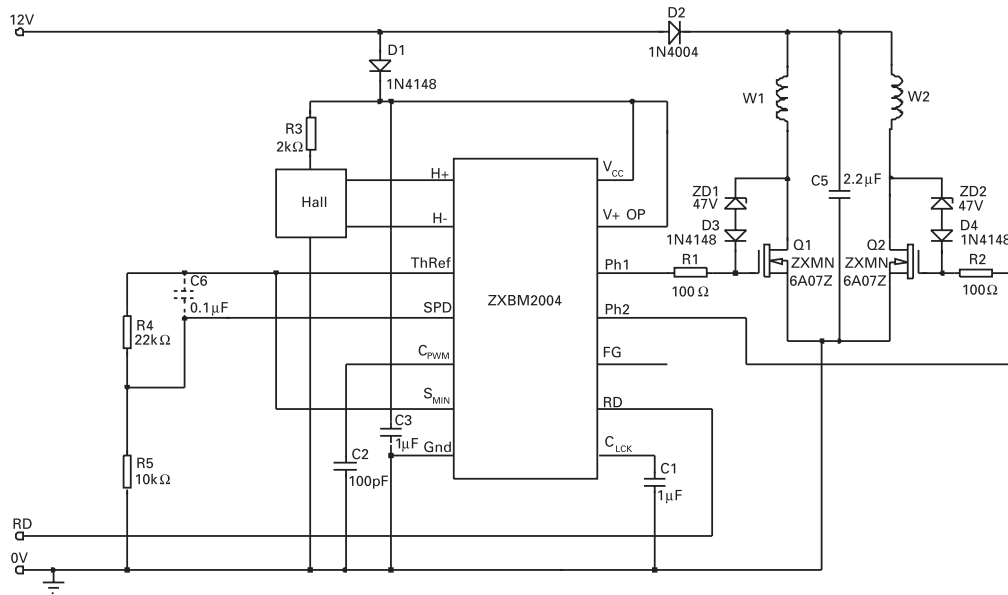 12V
D1
1N4148
D2
1N4004
W1
W2
R3
2kΩ
Hall
H+
H-
ThRef
SPD
CPWM
SMIN
Gnd
ZXBM2004
VCC
V+ OP
Ph1
Ph2
FG
RD
CLCK
C5
2.2μF
ZD1
47V
D3
1N4148
R1
100Ω
Q1
ZXMN
6A07Z
Q2
ZXMN
6A07Z
ZD2
47V
D4
1N4148
R2
100Ω
C6
0.1μF
R4
22kΩ
R5
10kΩ
C3
1μF
C2
100pF
C1
1μF
RD
0V